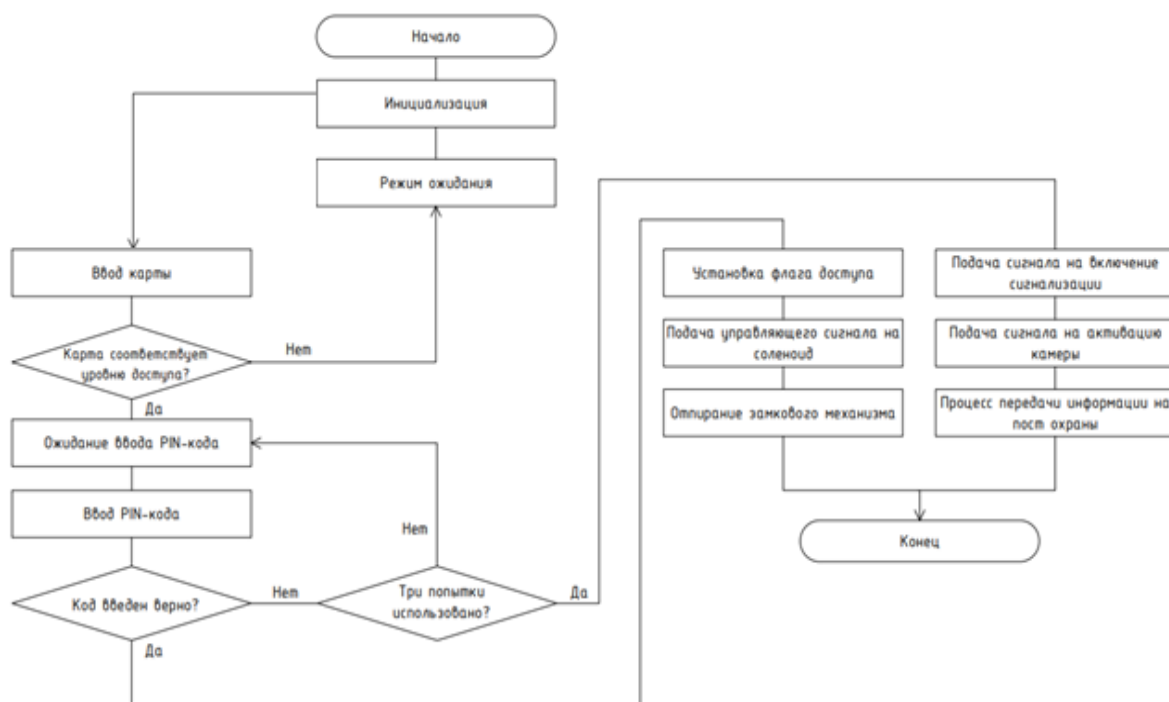 Начало
Инициализация
Режим ожидания
Ввод карты
Карта соответствует
уровню доступа?
Нет
Да
Ожидание ввода PIN-кода
Ввод PIN-кода
Код введен верно?
Нет
Да
Три попытки
использовано?
Нет
Да
Установка флага доступа
Подача управляющего сигнала на
соленоид
Отпирание замкового механизма
Подача сигнала на включение
сигнализации
Подача сигнала на активацию
камеры
Процесс передачи информации на
пост охраны
Конец